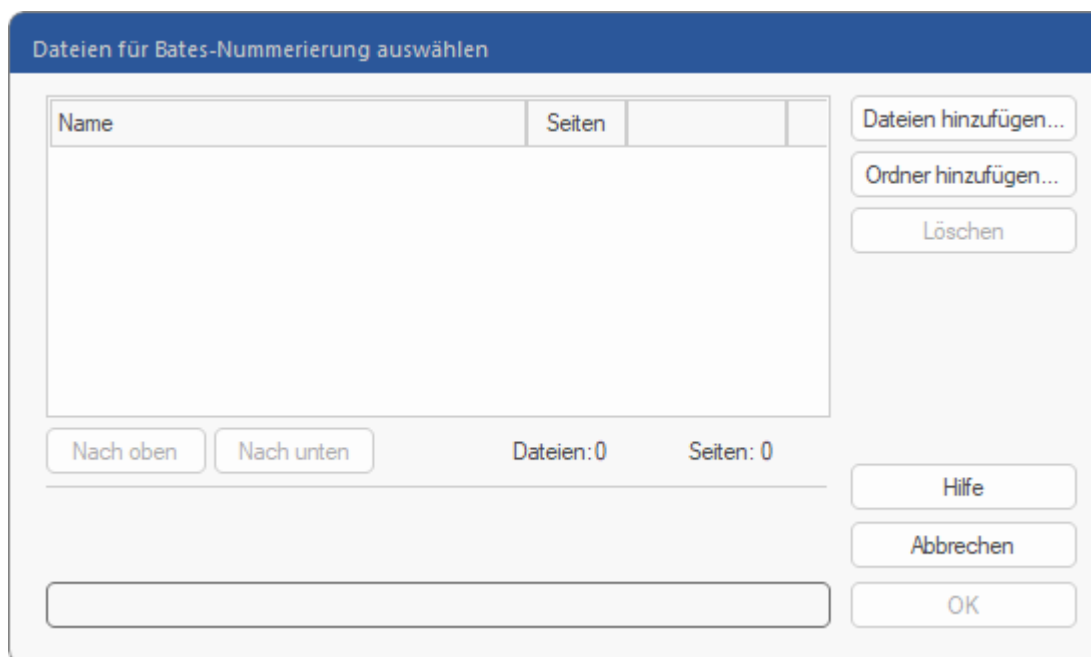 Dateien für Bates-Nummerierung auswählen
Name Seiten
Dateien hinzufügen...
Ordner hinzufügen...
Löschen
Nach oben Nach unten Dateien: 0 Seiten: 0
Hilfe
Abbrechen
OK